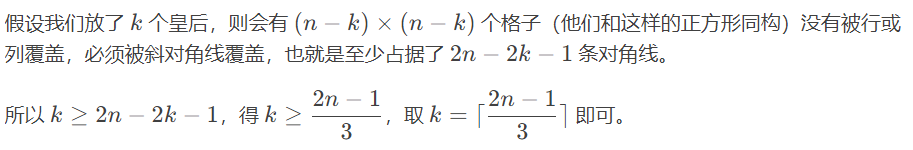 假设我们放了 k 个皇后，则会有 (n − k) × (n − k) 个格子（他们和这样的正方形同构）没有被行或
列覆盖，必须被斜对角线覆盖，也就是至少占据了 2n − 2k − 1 条对角线。
所以 k ≥ 2n − 2k − 1，得 k ≥ \frac{2n − 1}{3}，取 k = ⌈\frac{2n − 1}{3}⌉ 即可。